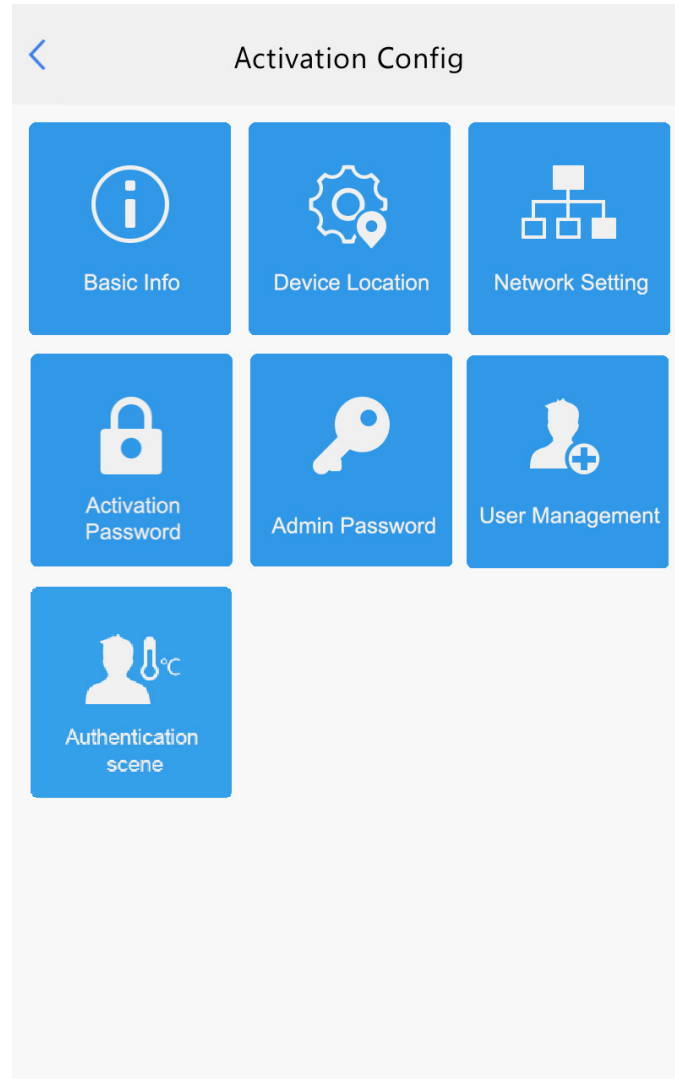 Activation Config
Basic Info
Device Location
Network Setting
Activation
Password
Admin Password
User Management
°C
Authentication
scene